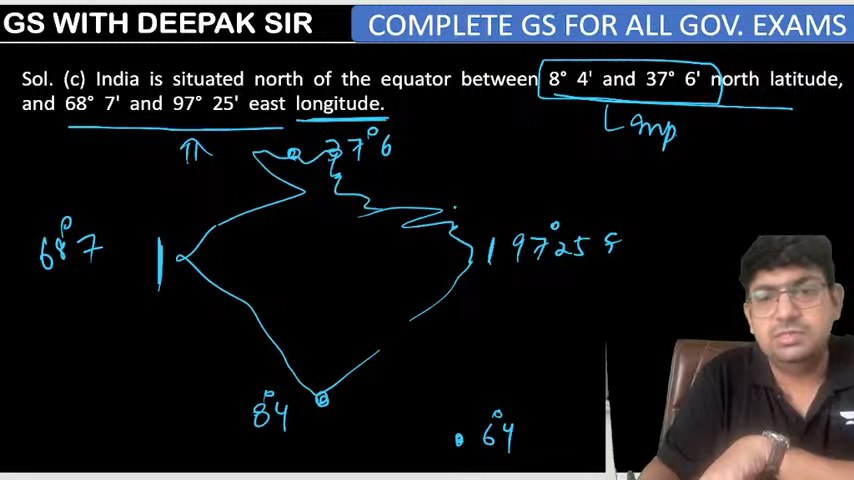 GS WITH DEEPAK SIR
COMPLETE GS FOR ALL GOV. EXAMS
Sol. (c) India is situated north of the equator between 8° 4' and 37° 6' north latitude,
and 68° 7' and 97° 25' east longitude.
Imp
37°6
68°7
97°25 E
8°4
6°4